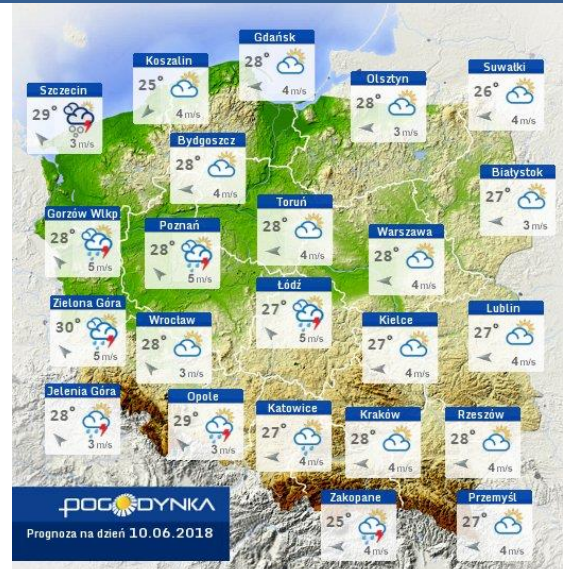 Gdańsk
28°
4 m/s
Koszalin
25°
4 m/s
Suwałki
26°
4 m/s
Olsztyn
28°
3 m/s
Szczecin
29°
3 m/s
Bydgoszcz
28°
4 m/s
Białystok
27°
3 m/s
Toruń
28°
4 m/s
Gorzów Wlkp
28°
5 m/s
Poznań
28°
5 m/s
Warszawa
28°
4 m/s
Łódź
27°
5 m/s
Zielona Góra
30°
5 m/s
Wrocław
28°
3 m/s
Kielce
27°
4 m/s
Lublin
27°
4 m/s
Jelenia Góra
28°
3 m/s
Opole
29°
3 m/s
Katowice
27°
4 m/s
Kraków
28°
4 m/s
Rzeszów
28°
4 m/s
Zakopane
25°
4 m/s
Przemyśl
27°
4 m/s
POGODYNKA
Prognoza na dzień 10.06.2018